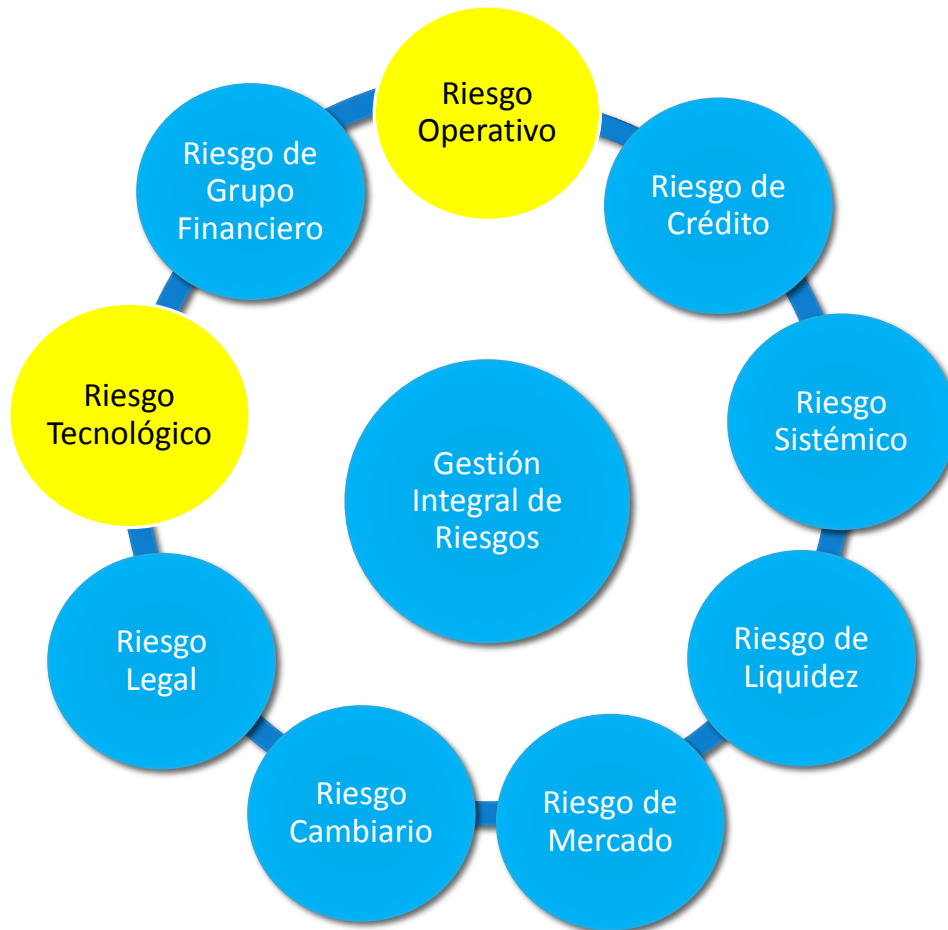 Riesgo
Operativo
Riesgo de
Crédito
Riesgo
Sistémico
Riesgo de
Liquidez
Riesgo de
Mercado
Riesgo
Cambiario
Riesgo
Legal
Riesgo
Tecnológico
Riesgo de
Grupo
Financiero
Gestión
Integral de
Riesgos